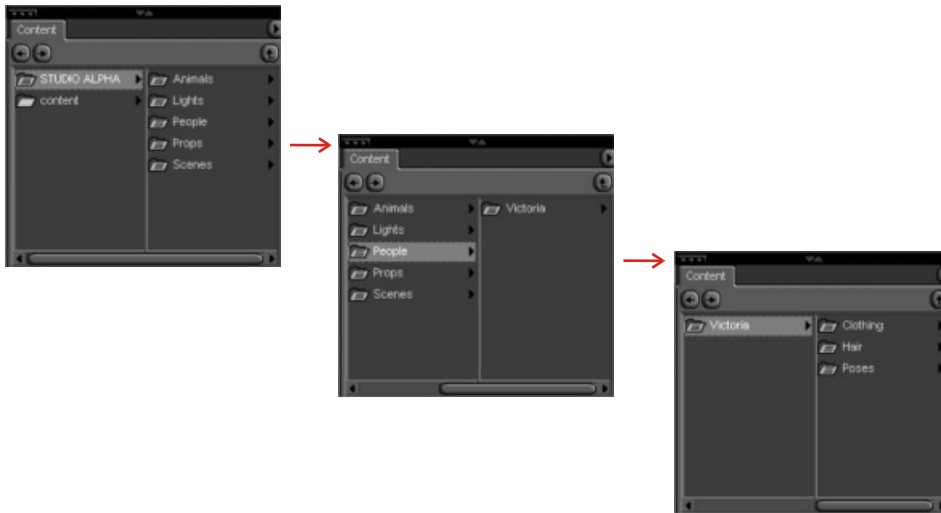 Content
STUDIO ALPHA
content
Animals
Lights
People
Props
Scenes
Content
Animals
Lights
People
Props
Scenes
Victoria
Content
Victoria
Clothing
Hair
Poses